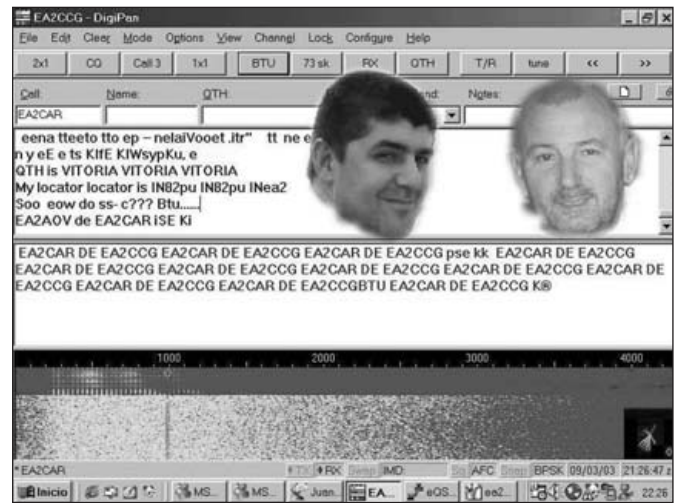 EA2CCG - DigiPan
File Edit Clear Mode Options View Channel Lock Configure Help
2x1 CQ Call 3 1x1 BTU 73 sk RX QTH T/R tune << >>
Call: Name: QTH: nd: Notes:
EA2CAR
eena tteeto tto ep – nelaiVooet .itr" tt ne e
n y eE e ts KIfE KIWsypKu, e
QTH is VITORIA VITORIA VITORIA
My locator locator is IN82pu IN82pu INea2
Soo eow do ss- c??? Btu......
EA2AOV de EA2CAR iSE Ki
EA2CAR DE EA2CCG EA2CAR DE EA2CCG EA2CAR DE EA2CCG pse kk EA2CAR DE EA2CCG
EA2CAR DE EA2CCG EA2CAR DE EA2CCG EA2CAR DE EA2CCG EA2CAR DE EA2CCG EA2CAR DE
EA2CCG EA2CAR DE EA2CCG EA2CAR DE EA2CCGBTU EA2CAR DE EA2CCG K®
1000 2000 3000 4000
*EA2CAR TX RX Swap IMD: Sq AFC Snap BPSK 09/03/03 21:26:47 z
Inicio MS... MS... Juan... EA... eQS... ea2... 22:26